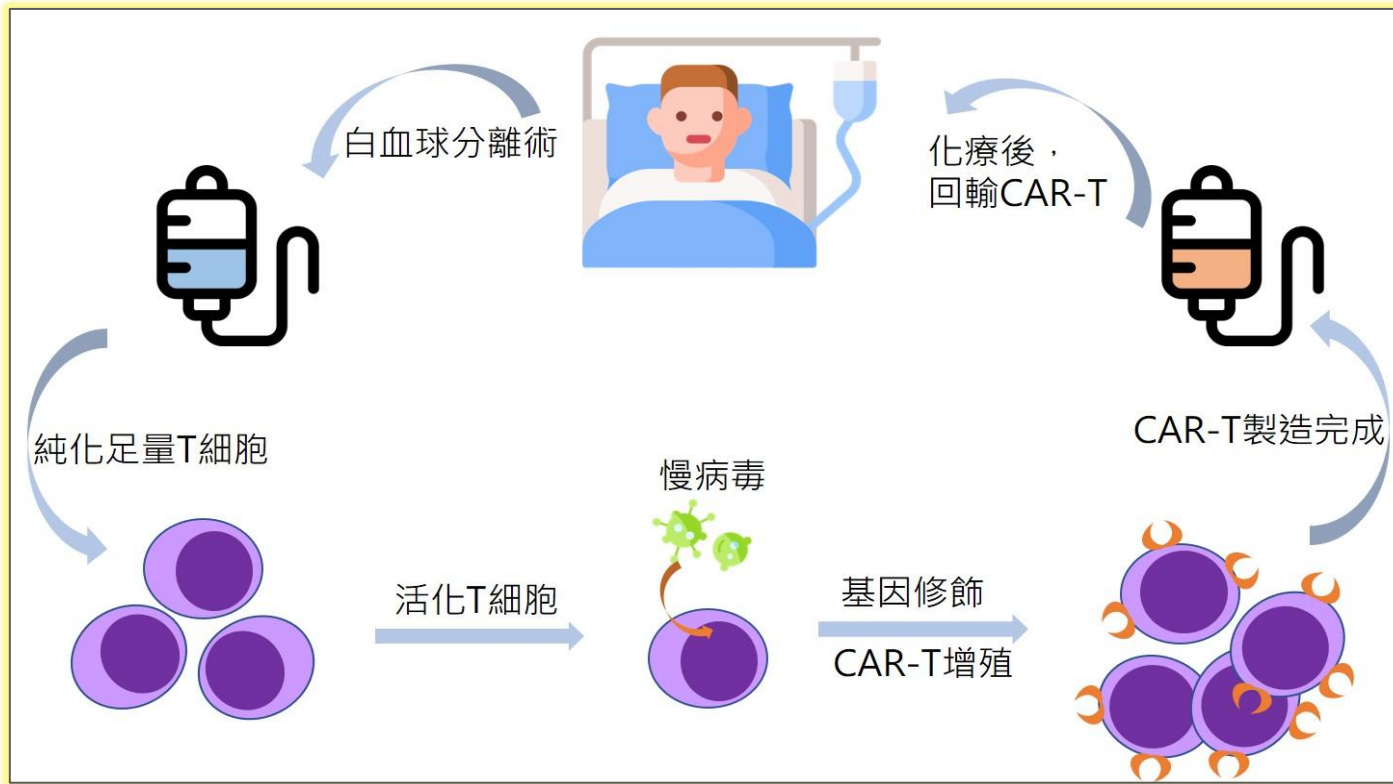 白血球分離術
化療後，
回輸CAR-T
純化足量T細胞
CAR-T製造完成
慢病毒
活化T細胞
基因修飾
CAR-T增殖